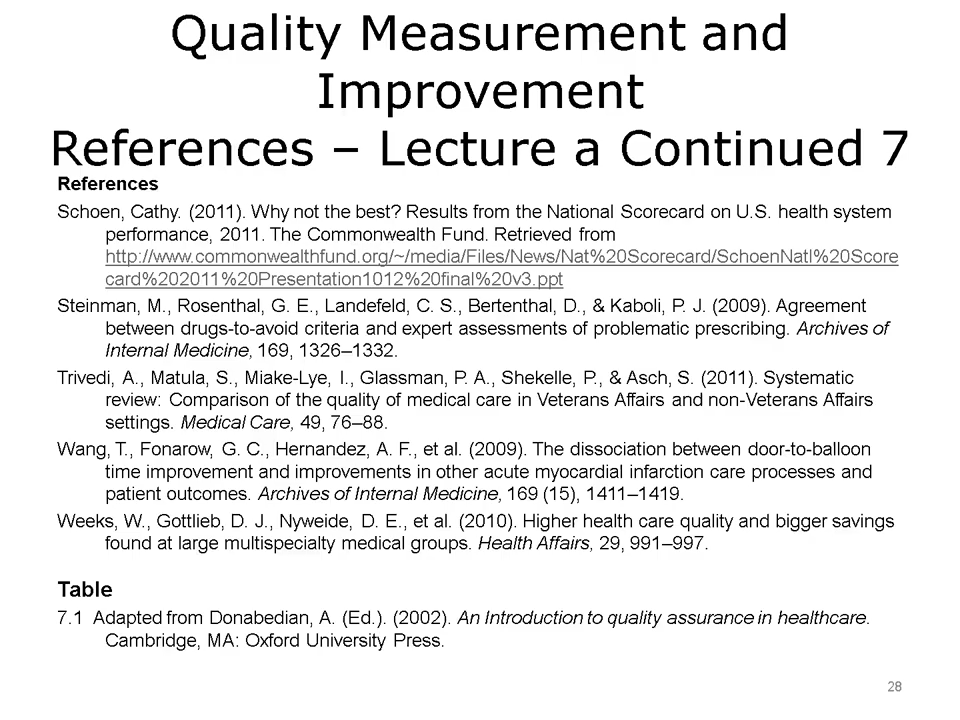 Quality Measurement and
Improvement
References – Lecture a Continued 7
References
Schoen, Cathy. (2011). Why not the best? Results from the National Scorecard on U.S. health system
performance, 2011. The Commonwealth Fund. Retrieved from
http://www.commonwealthfund.org/~/media/Files/News/Nat%20Scorecard/SchoenNatl%20Score
card%202011%20Presentation1012%20final%20v3.ppt
Steinman, M., Rosenthal, G. E., Landefeld, C. S., Bertenthal, D., & Kaboli, P. J. (2009). Agreement
between drugs-to-avoid criteria and expert assessments of problematic prescribing. Archives of
Internal Medicine, 169, 1326–1332.
Trivedi, A., Matula, S., Miake-Lye, I., Glassman, P. A., Shekelle, P., & Asch, S. (2011). Systematic
review: Comparison of the quality of medical care in Veterans Affairs and non-Veterans Affairs
settings. Medical Care, 49, 76–88.
Wang, T., Fonarow, G. C., Hernandez, A. F., et al. (2009). The dissociation between door-to-balloon
time improvement and improvements in other acute myocardial infarction care processes and
patient outcomes. Archives of Internal Medicine, 169 (15), 1411–1419.
Weeks, W., Gottlieb, D. J., Nyweide, D. E., et al. (2010). Higher health care quality and bigger savings
found at large multispecialty medical groups. Health Affairs, 29, 991–997.
Table
7.1 Adapted from Donabedian, A. (Ed.). (2002). An Introduction to quality assurance in healthcare.
Cambridge, MA: Oxford University Press.
28